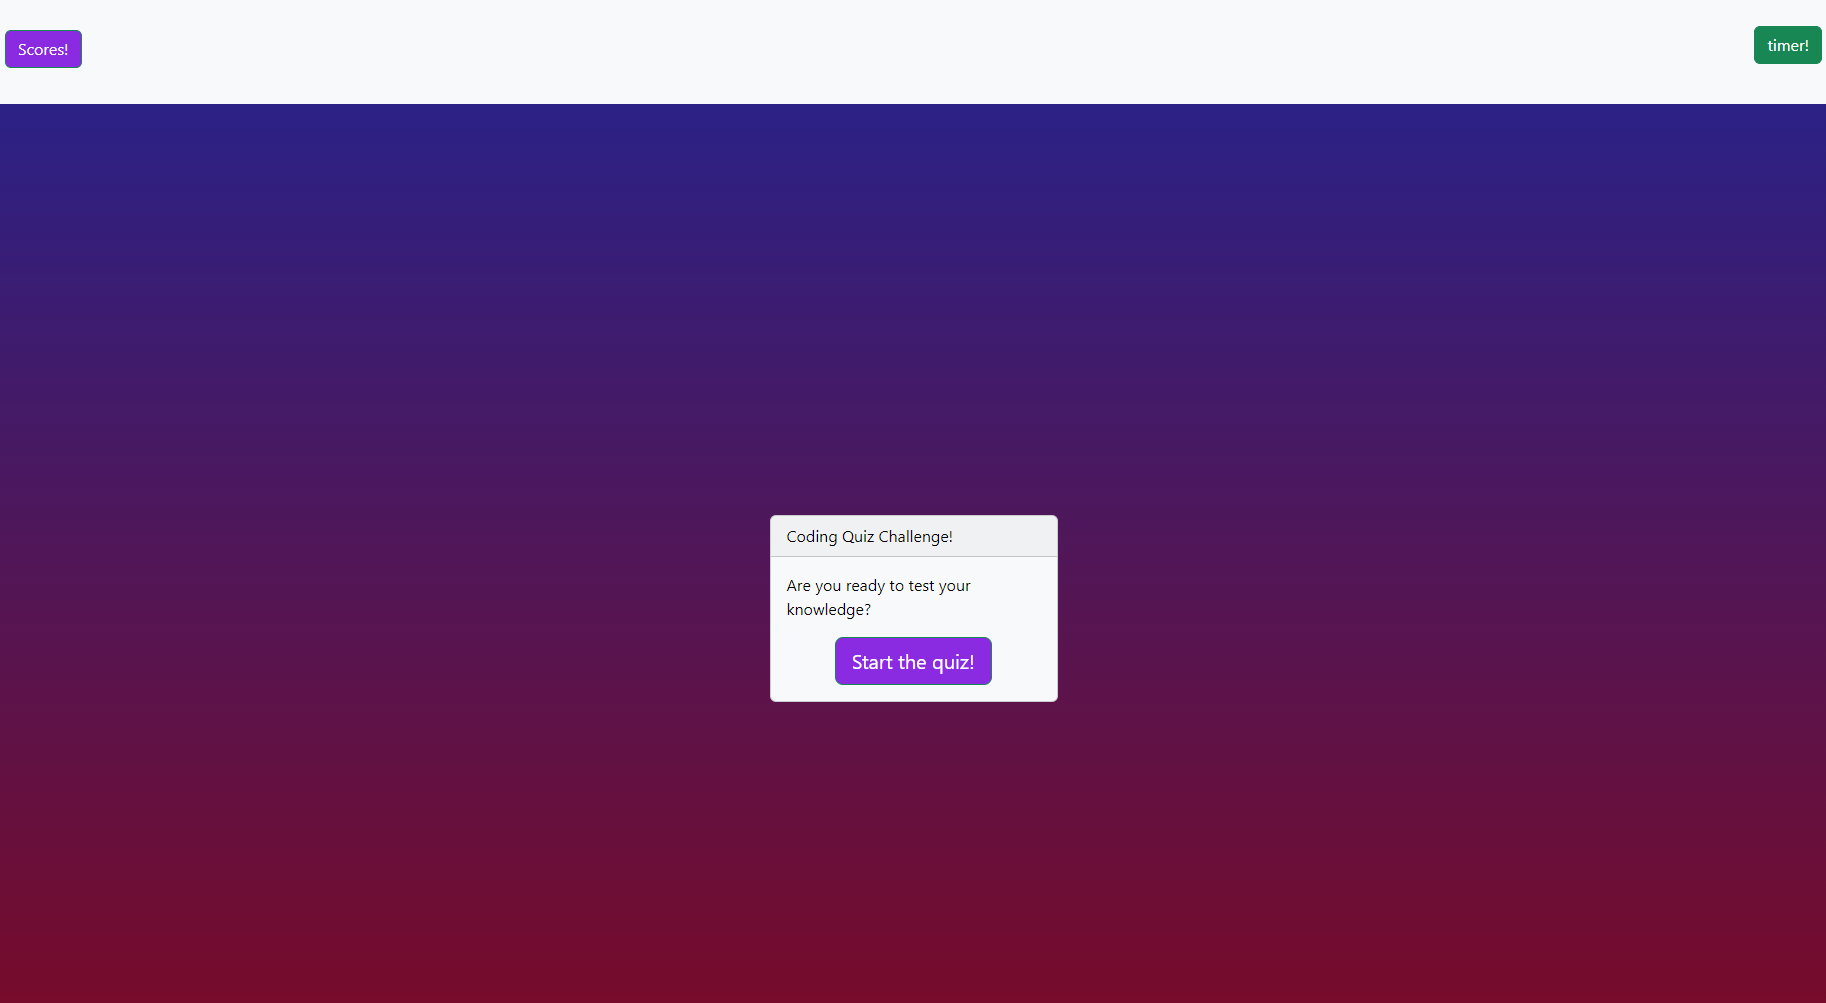 Scores!
timer!
Coding Quiz Challenge!
Are you ready to test your
knowledge?
Start the quiz!